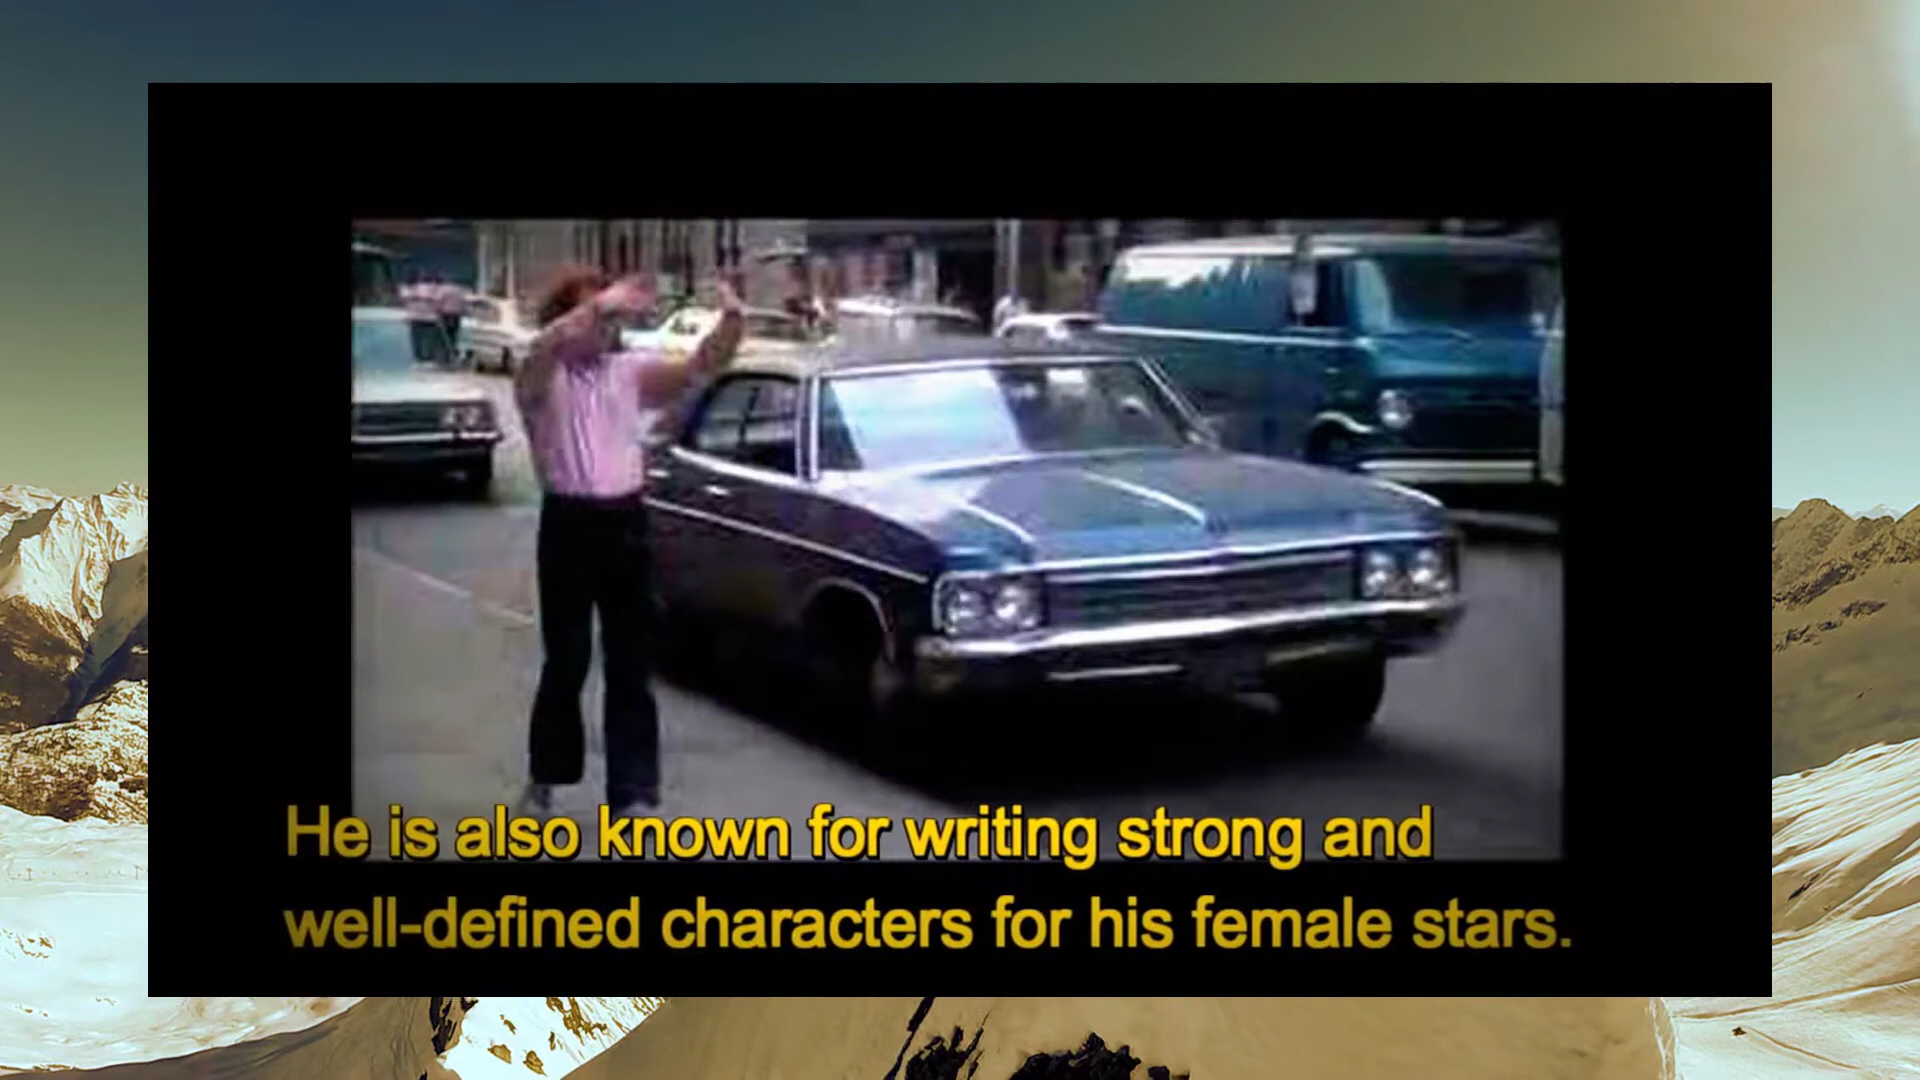 He is also known for writing strong and
well-defined characters for his female stars.